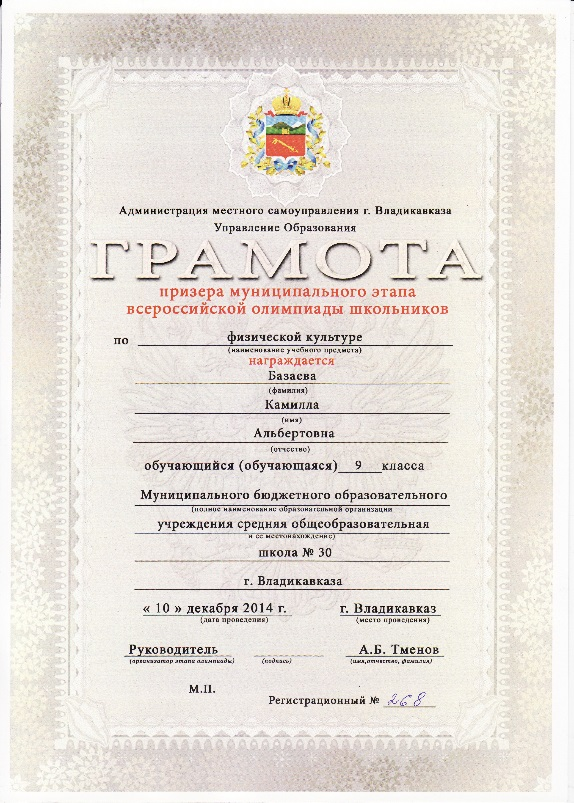 Администрация местного самоуправления г. Владикавказа
Управление Образования
ГРАМОТА
призера муниципального этапа
всероссийской олимпиады школьников
по физической культуре
(наименование учебного предмета)
награждается
Базаева
(фамилия)
Камилла
(имя)
Альбертовна
(отчество)
обучающийся (обучающаяся) 9 класса
Муниципального бюджетного образовательного
(полное наименование образовательной организации
учреждения средняя общеобразовательная
и ее местонахождение)
школа № 30
г. Владикавказа
« 10 » декабря 2014 г. г. Владикавказ
(дата проведения) (место проведения)
Руководитель А.Б. Тменов
(организатор этапа олимпиады) (подпись) (имя,отчество, фамилия)
М.П.
Регистрационный № 268